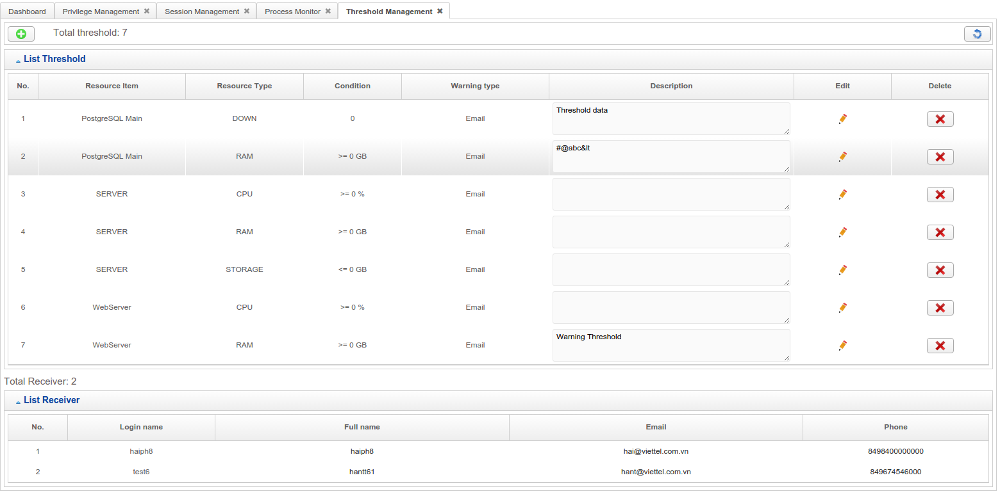 Dashboard Privilege Management Session Management Process Monitor Threshold Management
Total threshold: 7
List Threshold
No. Resource Item Resource Type Condition Warning type Description Edit Delete
1 PostgreSQL Main DOWN 0 Email Threshold data
2 PostgreSQL Main RAM >= 0 GB Email #@abc&lt
3 SERVER CPU >= 0 % Email
4 SERVER RAM >= 0 GB Email
5 SERVER STORAGE <= 0 GB Email
6 WebServer CPU >= 0 % Email
7 WebServer RAM >= 0 GB Email Warning Threshold
Total Receiver: 2
List Receiver
No. Login name Full name Email Phone
1 haiph8 haiph8 hai@viettel.com.vn 8498400000000
2 test6 hantt61 hant@viettel.com.vn 849674546000